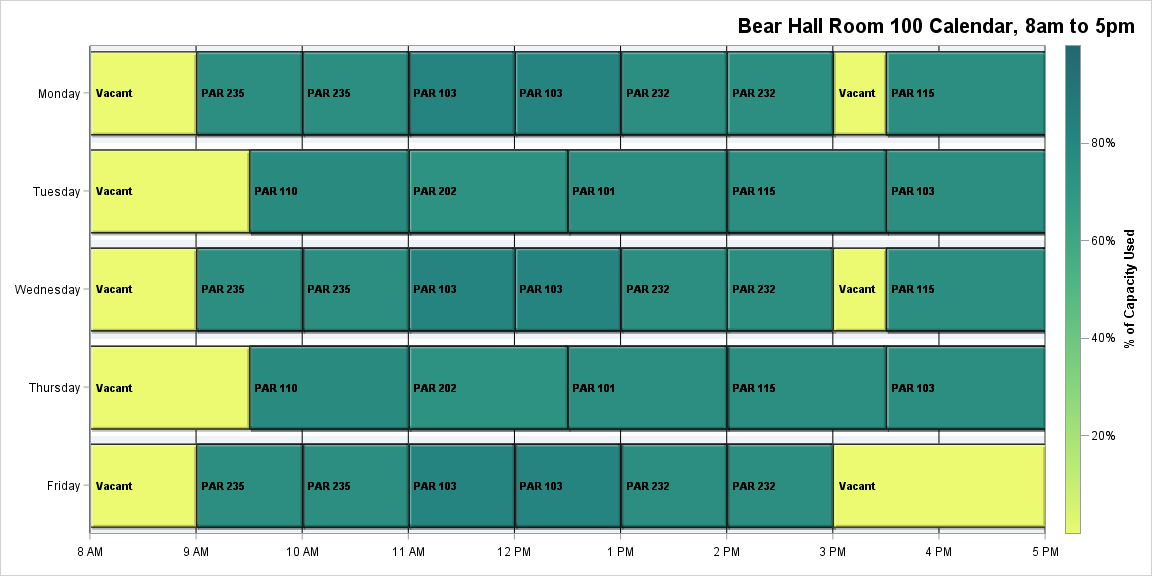 Bear Hall Room 100 Calendar, 8am to 5pm
Monday Vacant PAR 235 PAR 235 PAR 103 PAR 103 PAR 232 PAR 232 Vacant PAR 115
80%
Tuesday Vacant PAR 110 PAR 202 PAR 101 PAR 115 PAR 103
60%
% of Capacity Used
Wednesday Vacant PAR 235 PAR 235 PAR 103 PAR 103 PAR 232 PAR 232 Vacant PAR 115
40%
Thursday Vacant PAR 110 PAR 202 PAR 101 PAR 115 PAR 103
20%
Friday Vacant PAR 235 PAR 235 PAR 103 PAR 103 PAR 232 PAR 232 Vacant
8 AM 9 AM 10 AM 11 AM 12 PM 1 PM 2 PM 3 PM 4 PM 5 PM